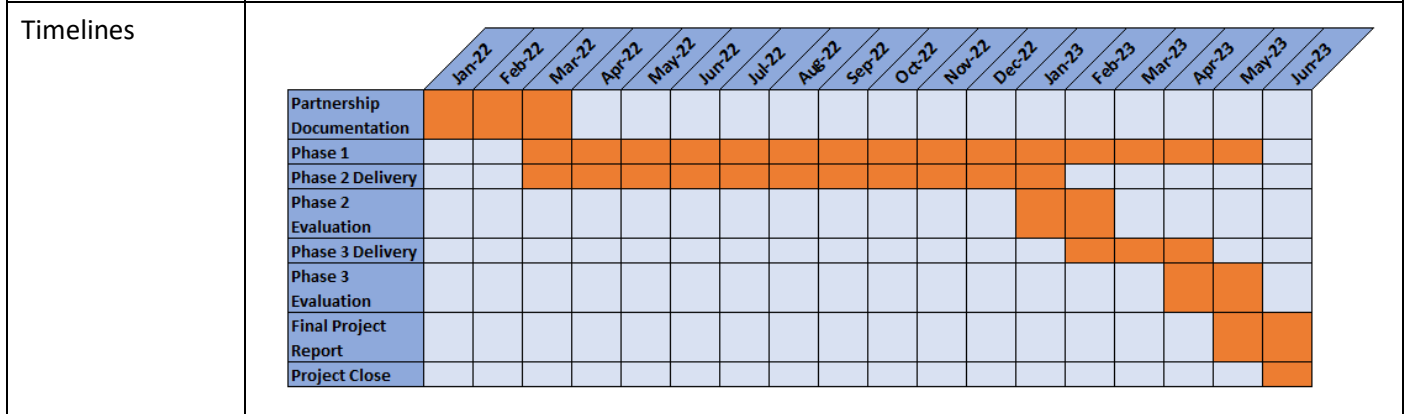 Timelines
Jan-22
Feb-22
Mar-22
Apr-22
May-22
Jun-22
Jul-22
Aug-22
Sep-22
Oct-22
Nov-22
Dec-22
Jan-23
Feb-23
Mar-23
Apr-23
May-23
Jun-23
Partnership
Documentation
Phase 1
Phase 2 Delivery
Phase 2
Evaluation
Phase 3 Delivery
Phase 3
Evaluation
Final Project
Report
Project Close